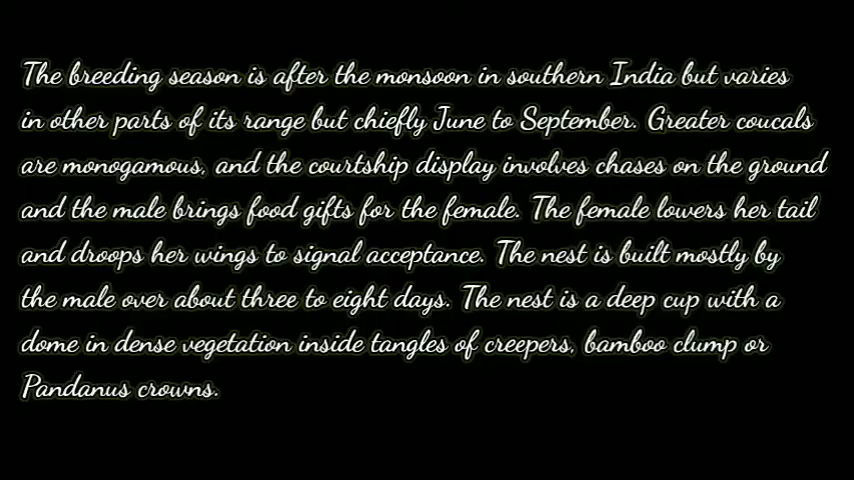 The breeding season is after the monsoon in southern India but varies
in other parts of its range but chiefly June to September. Greater coucals
are monogamous, and the courtship display involves chases on the ground
and the male brings food gifts for the female. The female lowers her tail
and droops her wings to signal acceptance. The nest is built mostly by
the male over about three to eight days. The nest is a deep cup with a
dome in dense vegetation inside tangles of creepers, bamboo clump or
Pandanus crowns.